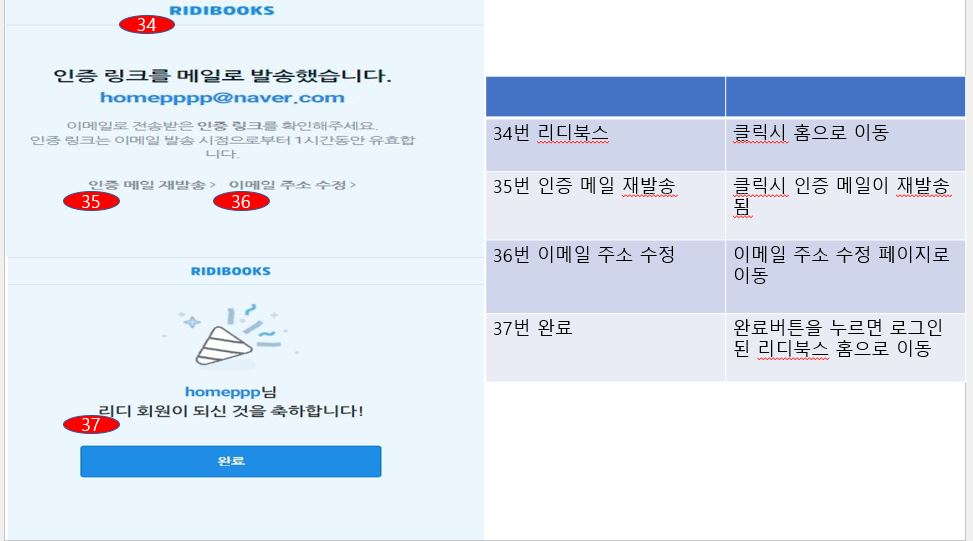 RIDIBOOKS
34
인증 링크를 메일로 발송했습니다.
homepppp@naver.com
이메일로 전송받은 인증 링크를 확인해주세요.
인증 링크는 이메일 발송 시점으로부터 1시간동안 유효합
니다.
인증 메일 재발송 > 이메일 주소 수정 >
35
36
RIDIBOOKS
homeppp님
리디 회원이 되신 것을 축하합니다!
37
완료
34번 리디북스
클릭시 홈으로 이동
35번 인증 메일 재발송
클릭시 인증 메일이 재발송
됨
36번 이메일 주소 수정
이메일 주소 수정 페이지로
이동
37번 완료
완료버튼을 누르면 로그인
된 리디북스 홈으로 이동